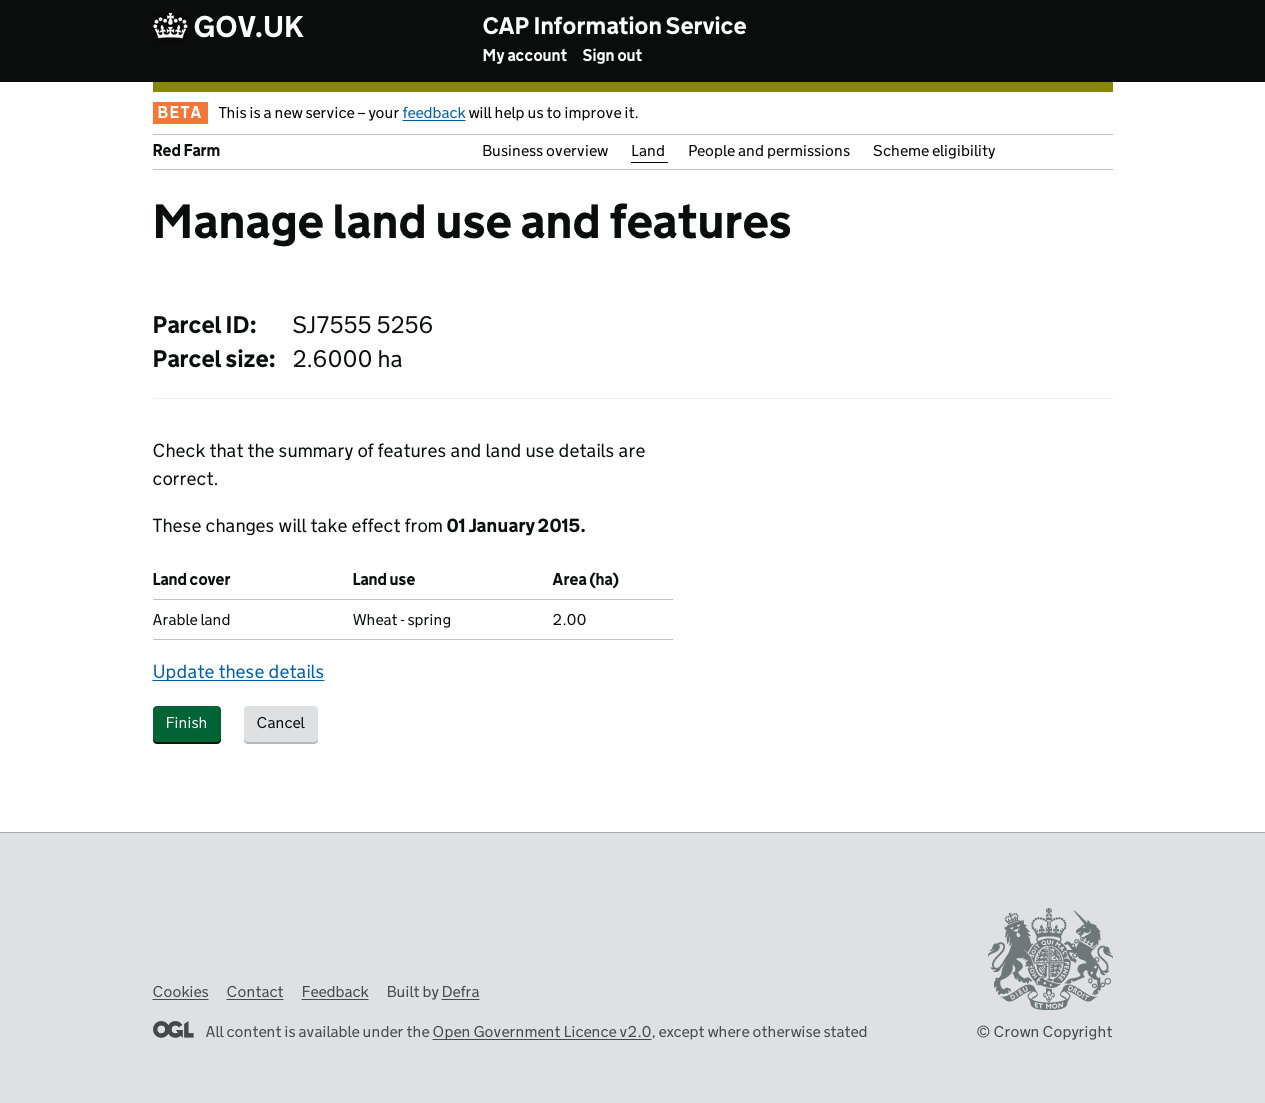 GOV.UK
CAP Information Service
My account Sign out
BETA This is a new service – your feedback will help us to improve it.
Red Farm Business overview Land People and permissions Scheme eligibility
Manage land use and features
Parcel ID: SJ7555 5256
Parcel size: 2.6000 ha
Check that the summary of features and land use details are
correct.
These changes will take effect from 01 January 2015.
Land cover Land use Area (ha)
Arable land Wheat - spring 2.00
Update these details
Finish Cancel
Cookies Contact Feedback Built by Defra
OGL All content is available under the Open Government Licence v2.0, except where otherwise stated
DIEU ET MON DROIT
© Crown Copyright